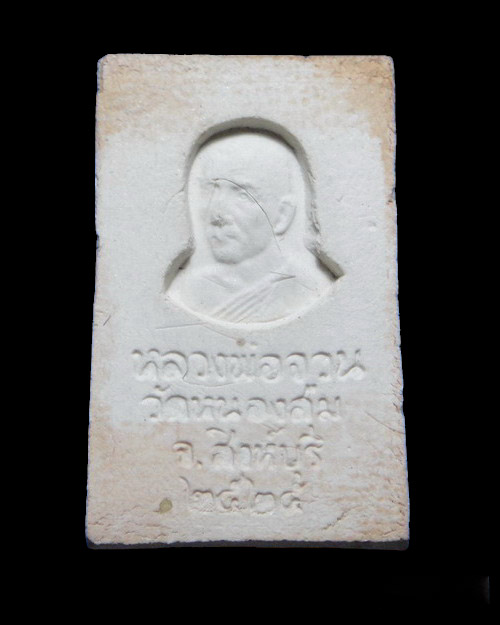 หลวงพ่อจวน
วัดหนองสุ่ม
จ. สิงห์บุรี
๒๕๒๕